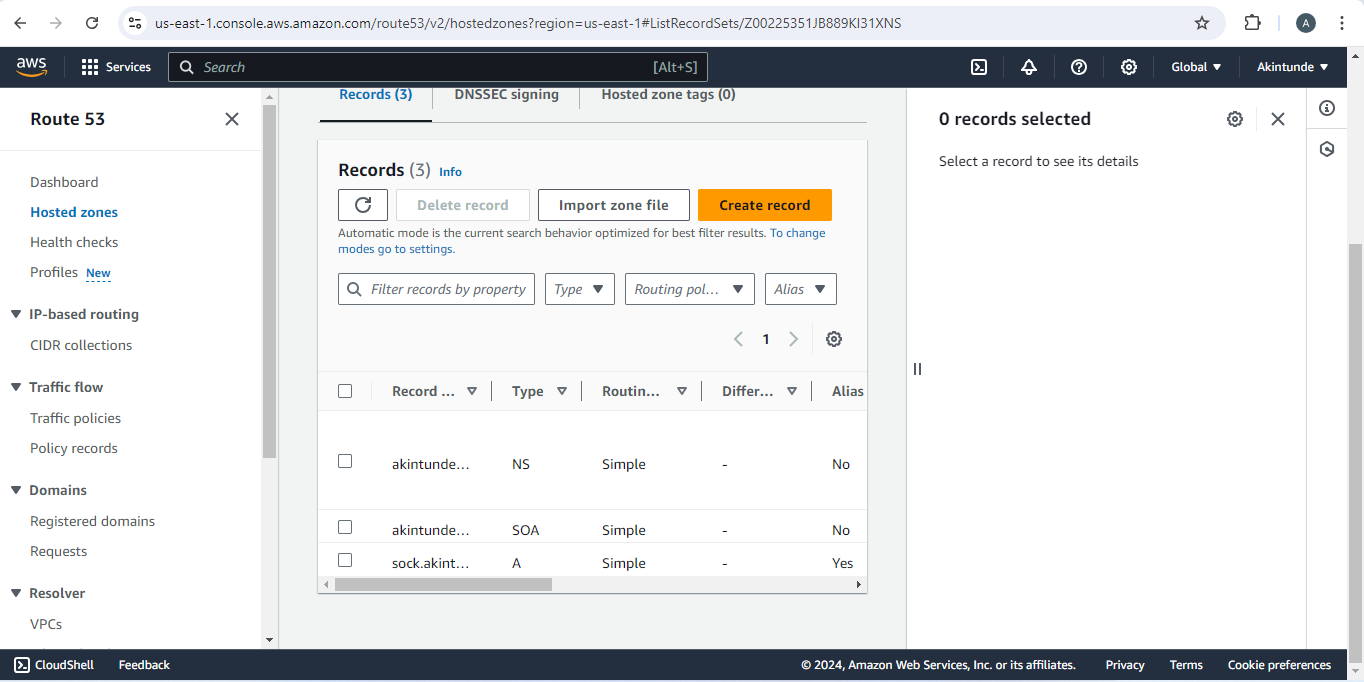 us-east-1.console.aws.amazon.com/route53/v2/hostedzones?region=us-east-1#ListRecordSets/Z00225351JB889KI31XNS
A
aws
Services
Search
[Alt+S]
Global
Akintunde
Route 53
Dashboard
Hosted zones
Health checks
Profiles New
IP-based routing
CIDR collections
Traffic flow
Traffic policies
Policy records
Domains
Registered domains
Requests
Resolver
VPCs
Records (3)
DNSSEC signing
Hosted zone tags (0)
Records (3) Info
Delete record
Import zone file
Create record
Automatic mode is the current search behavior optimized for best filter results. To change
modes go to settings.
Filter records by property
Type
Routing pol...
Alias
1
Record ... Type Routin... Differ... Alias
akintunde... NS Simple - No
akintunde... SOA Simple - No
sock.akint... A Simple - Yes
0 records selected
Select a record to see its details
CloudShell
Feedback
© 2024, Amazon Web Services, Inc. or its affiliates.
Privacy
Terms
Cookie preferences